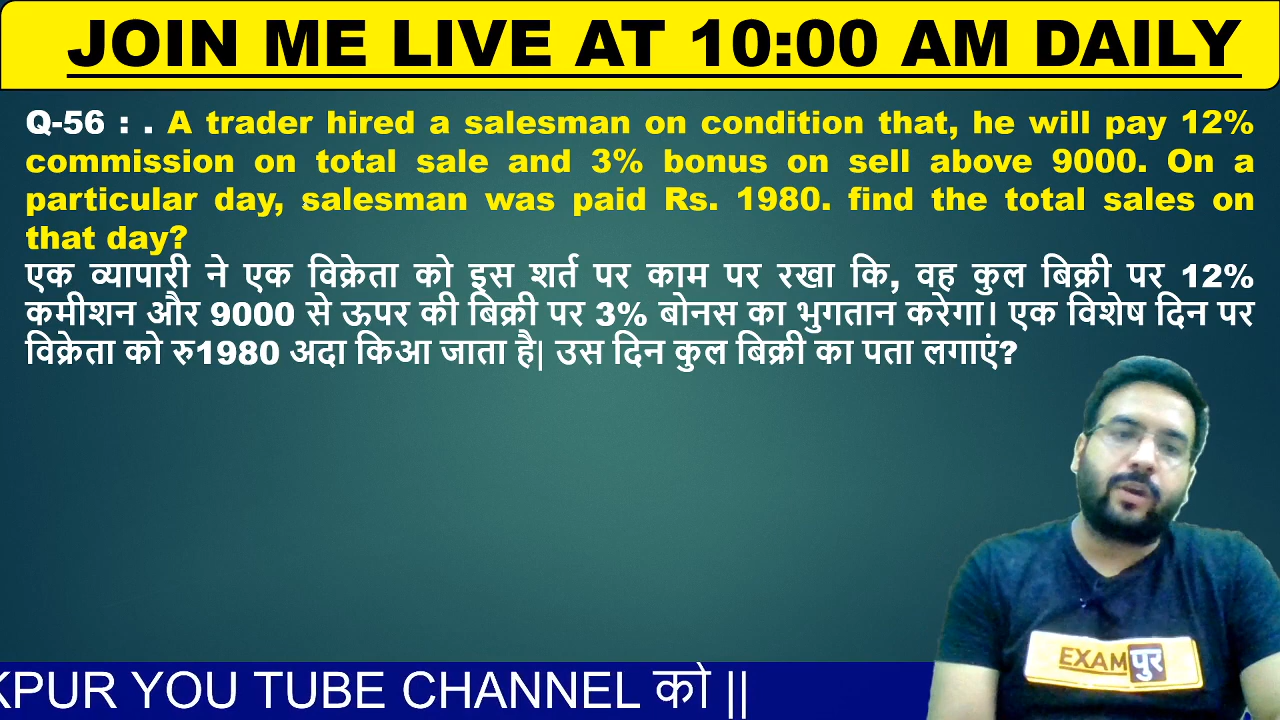 JOIN ME LIVE AT 10:00 AM DAILY
Q-56 : . A trader hired a salesman on condition that, he will pay 12%
commission on total sale and 3% bonus on sell above 9000. On a
particular day, salesman was paid Rs. 1980. find the total sales on
that day?
एक व्यापारी ने एक विक्रेता को इस शर्त पर काम पर रखा कि, वह कुल बिक्री पर 12%
कमीशन और 9000 से ऊपर की बिक्री पर 3% बोनस का भुगतान करेगा। एक विशेष दिन पर
विक्रेता को रु1980 अदा किआ जाता है| उस दिन कुल बिक्री का पता लगाएं?
EXAMपुर
KPUR YOU TUBE CHANNEL को ||